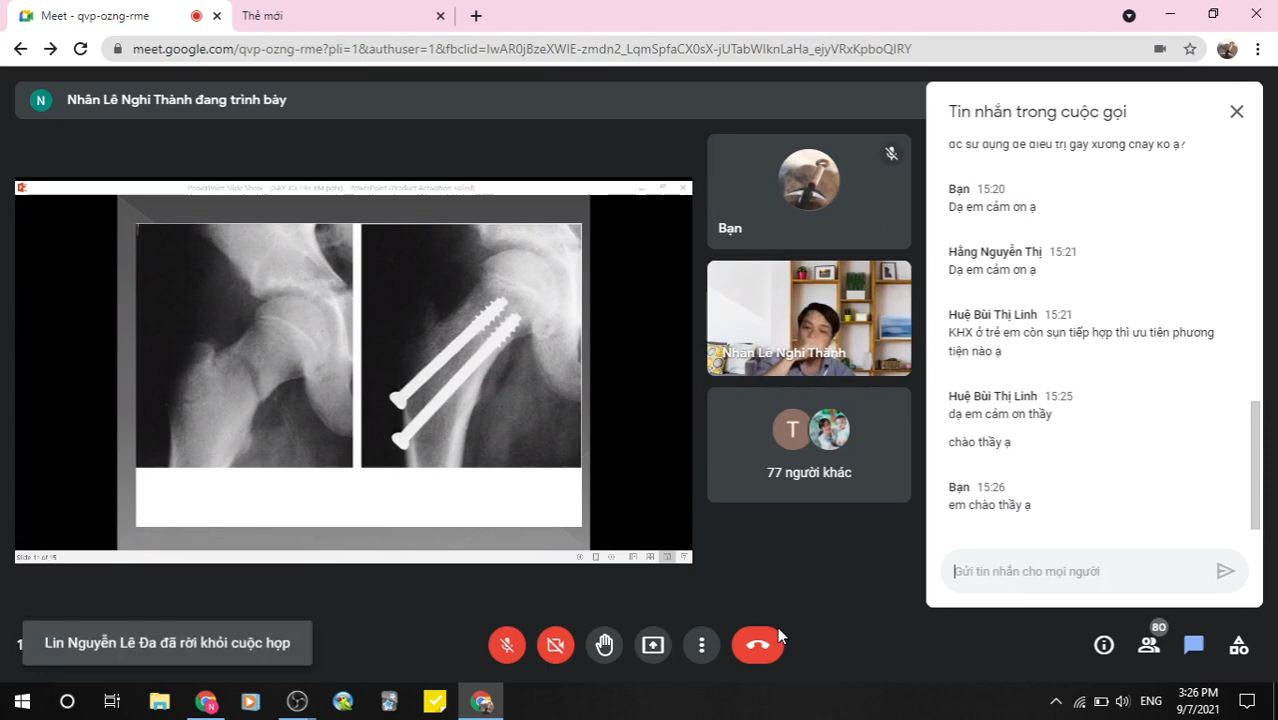 Meet - qvp-ozng-rme
Thẻ mới
meet.google.com/qvp-ozng-rme?pli=1&authuser=1&fbclid=IwAR0jBzeXWIE-zmdn2_LqmSpfaCX0sX-jUTabWIknLaHa_ejyVRxKpboQIRY
N
Nhân Lê Nghi Thành đang trình bày
Slide 11 of 15
Bạn
Nhân Lê Nghi Thành
T
77 người khác
Tin nhắn trong cuộc gọi
Bạn 15:20
Dạ em cảm ơn ạ
Hằng Nguyễn Thị 15:21
Dạ em cảm ơn ạ
Huệ Bùi Thị Linh 15:21
KHX ở trẻ em còn sụn tiếp hợp thì ưu tiên phương
tiện nào ạ
Huệ Bùi Thị Linh 15:25
dạ em cảm ơn thầy
chào thầy ạ
Bạn 15:26
em chào thầy ạ
Gửi tin nhắn cho mọi người
Lin Nguyễn Lê Đa đã rời khỏi cuộc họp
80
ENG
3:26 PM
9/7/2021